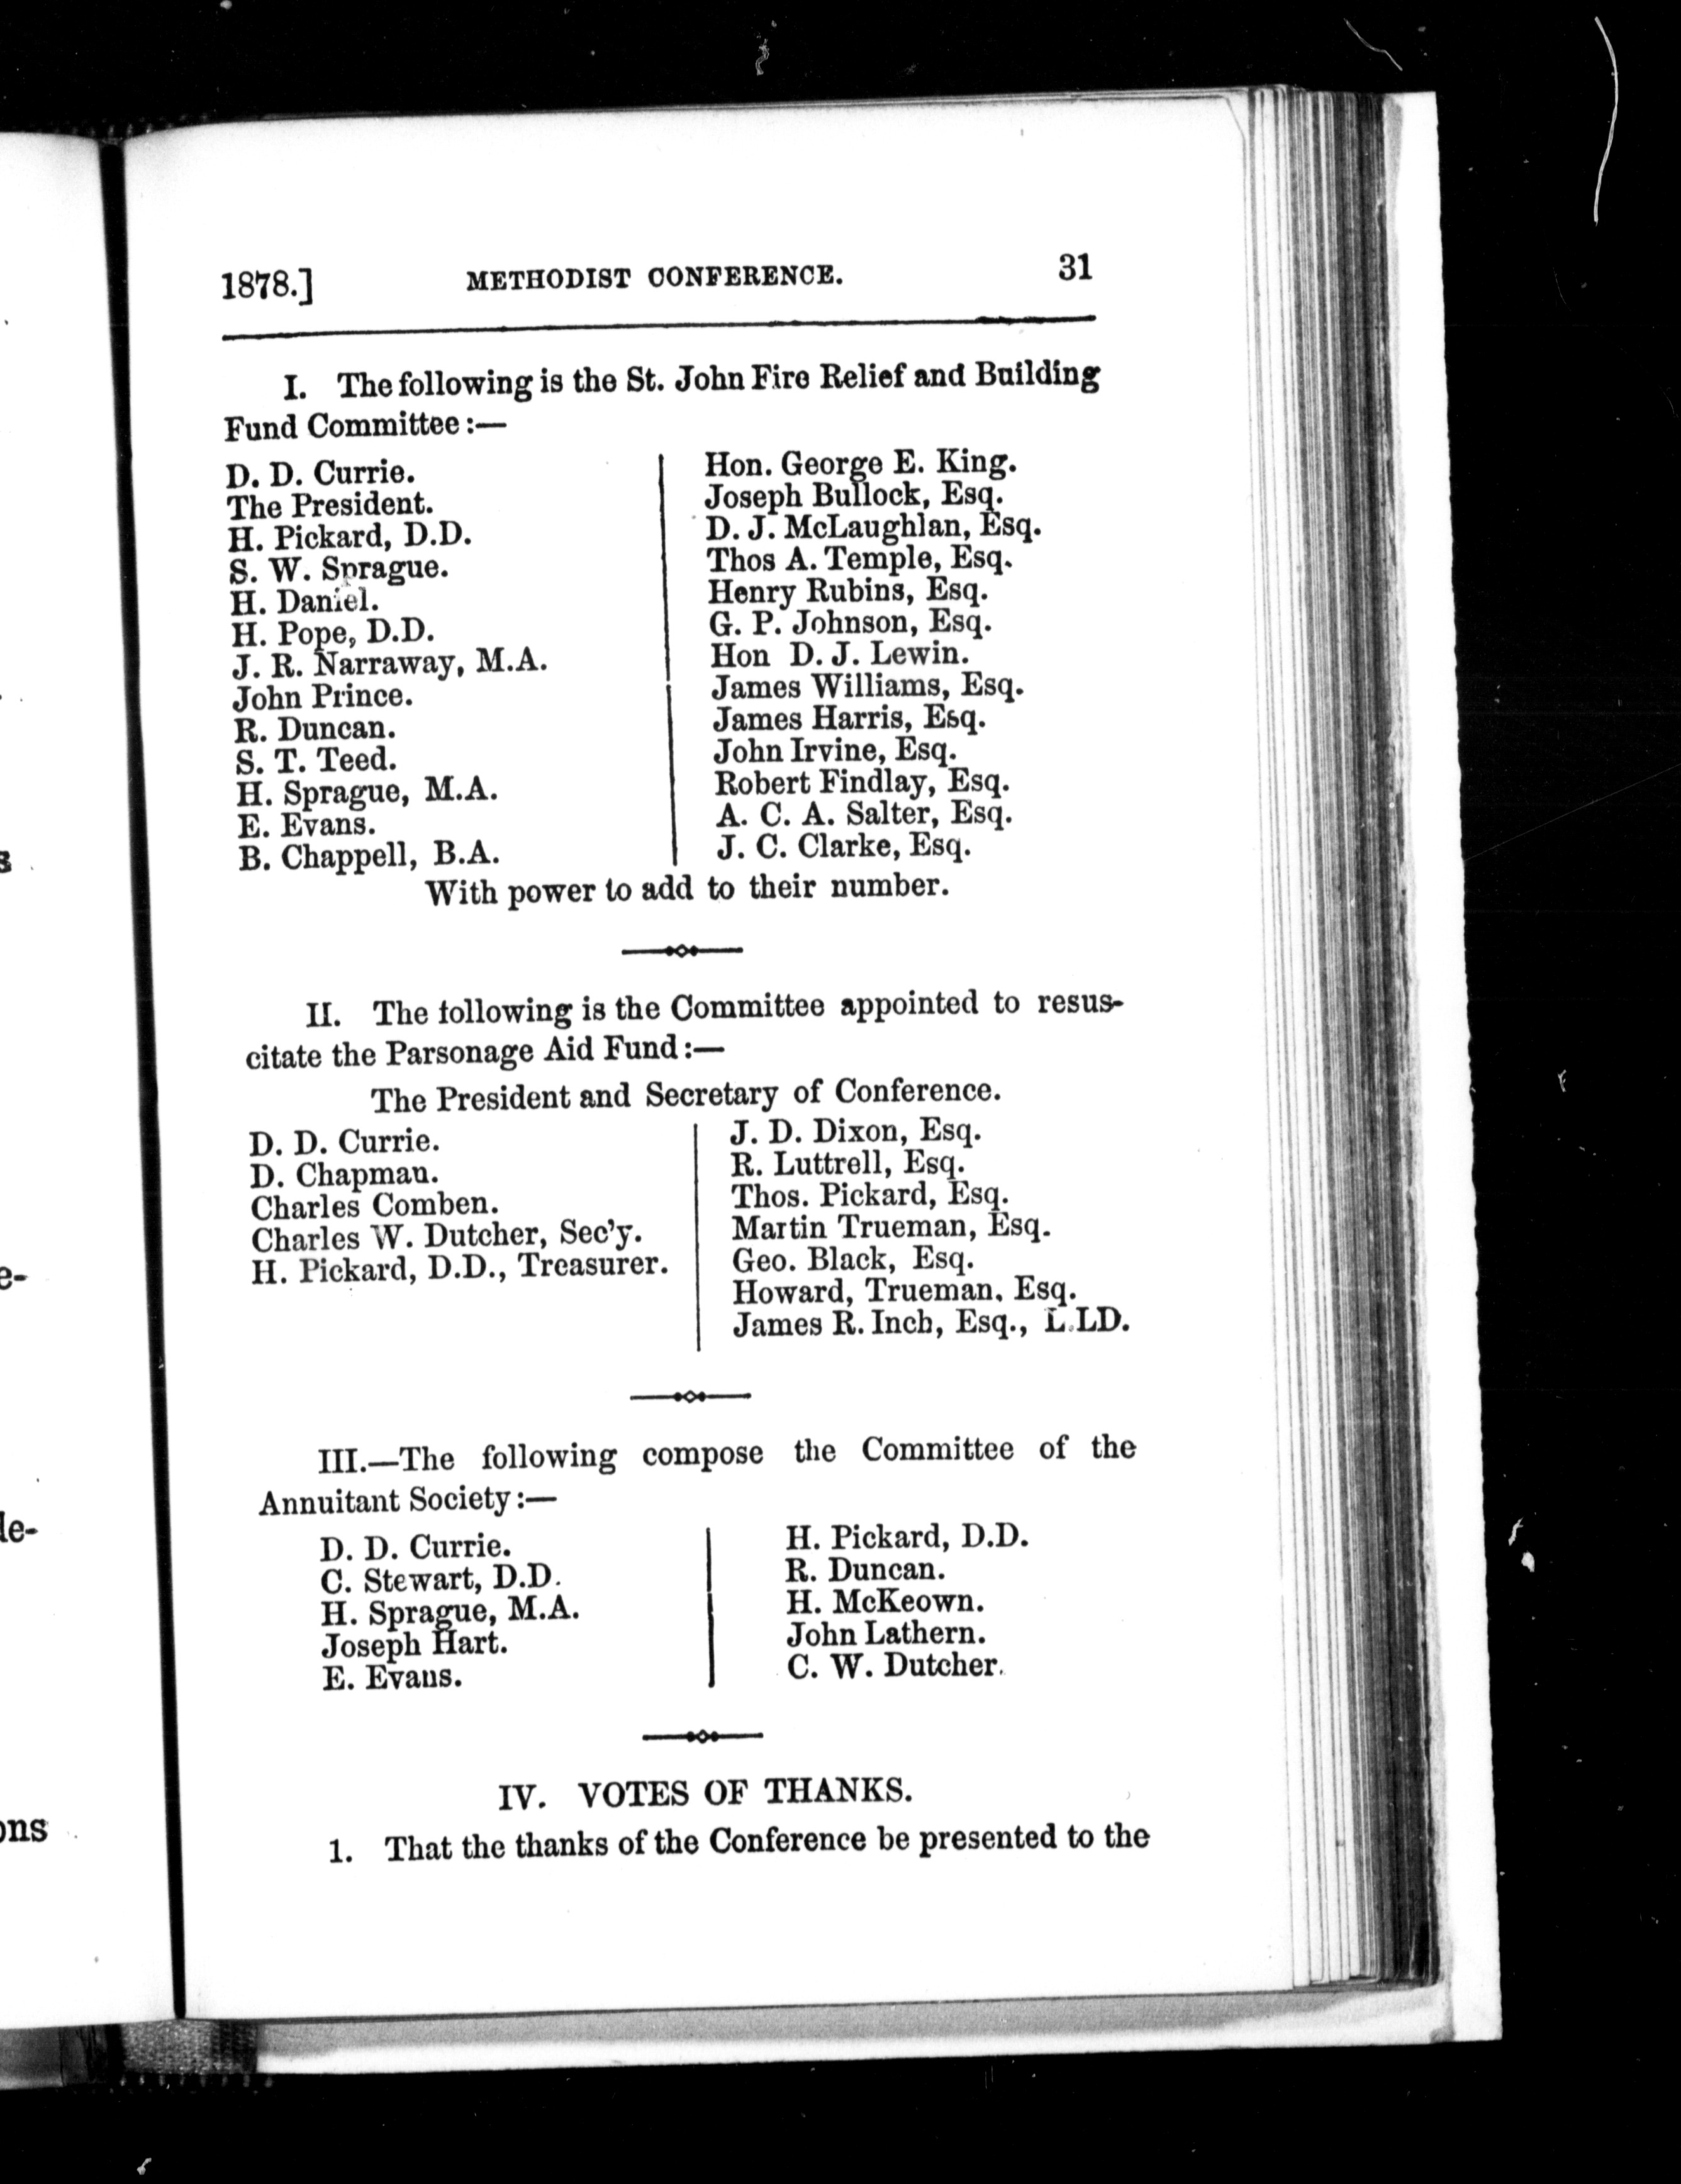 1878.] METHODIST CONFERENCE. 31
I. The following is the St. John Fire Relief and Building
Fund Committee :—
D. D. Currie.
The President.
H. Pickard, D.D.
S. W. Sprague.
H. Daniel.
H. Pope, D.D.
J. R. Narraway, M.A.
John Prince.
R. Duncan.
S. T. Teed.
H. Sprague, M.A.
E. Evans.
B. Chappell, B.A.
Hon. George E. King.
Joseph Bullock, Esq.
D. J. McLaughlan, Esq.
Thos A. Temple, Esq.
Henry Rubins, Esq.
G. P. Johnson, Esq.
Hon D. J. Lewin.
James Williams, Esq.
James Harris, Esq.
John Irvine, Esq.
Robert Findlay, Esq.
A. C. A. Salter, Esq.
J. C. Clarke, Esq.
With power to add to their number.
II. The following is the Committee appointed to resus-
citate the Parsonage Aid Fund :—
The President and Secretary of Conference.
D. D. Currie.
D. Chapman.
Charles Comben.
Charles W. Dutcher, Sec'y.
H. Pickard, D.D., Treasurer.
J. D. Dixon, Esq.
R. Luttrell, Esq.
Thos. Pickard, Esq.
Martin Trueman, Esq.
Geo. Black, Esq.
Howard, Trueman, Esq.
James R. Inch, Esq., L.LD.
III.—The following compose the Committee of the
Annuitant Society :—
D. D. Currie.
C. Stewart, D.D.
H. Sprague, M.A.
Joseph Hart.
E. Evans.
H. Pickard, D.D.
R. Duncan.
H. McKeown.
John Lathern.
C. W. Dutcher.
IV. VOTES OF THANKS.
1. That the thanks of the Conference be presented to the